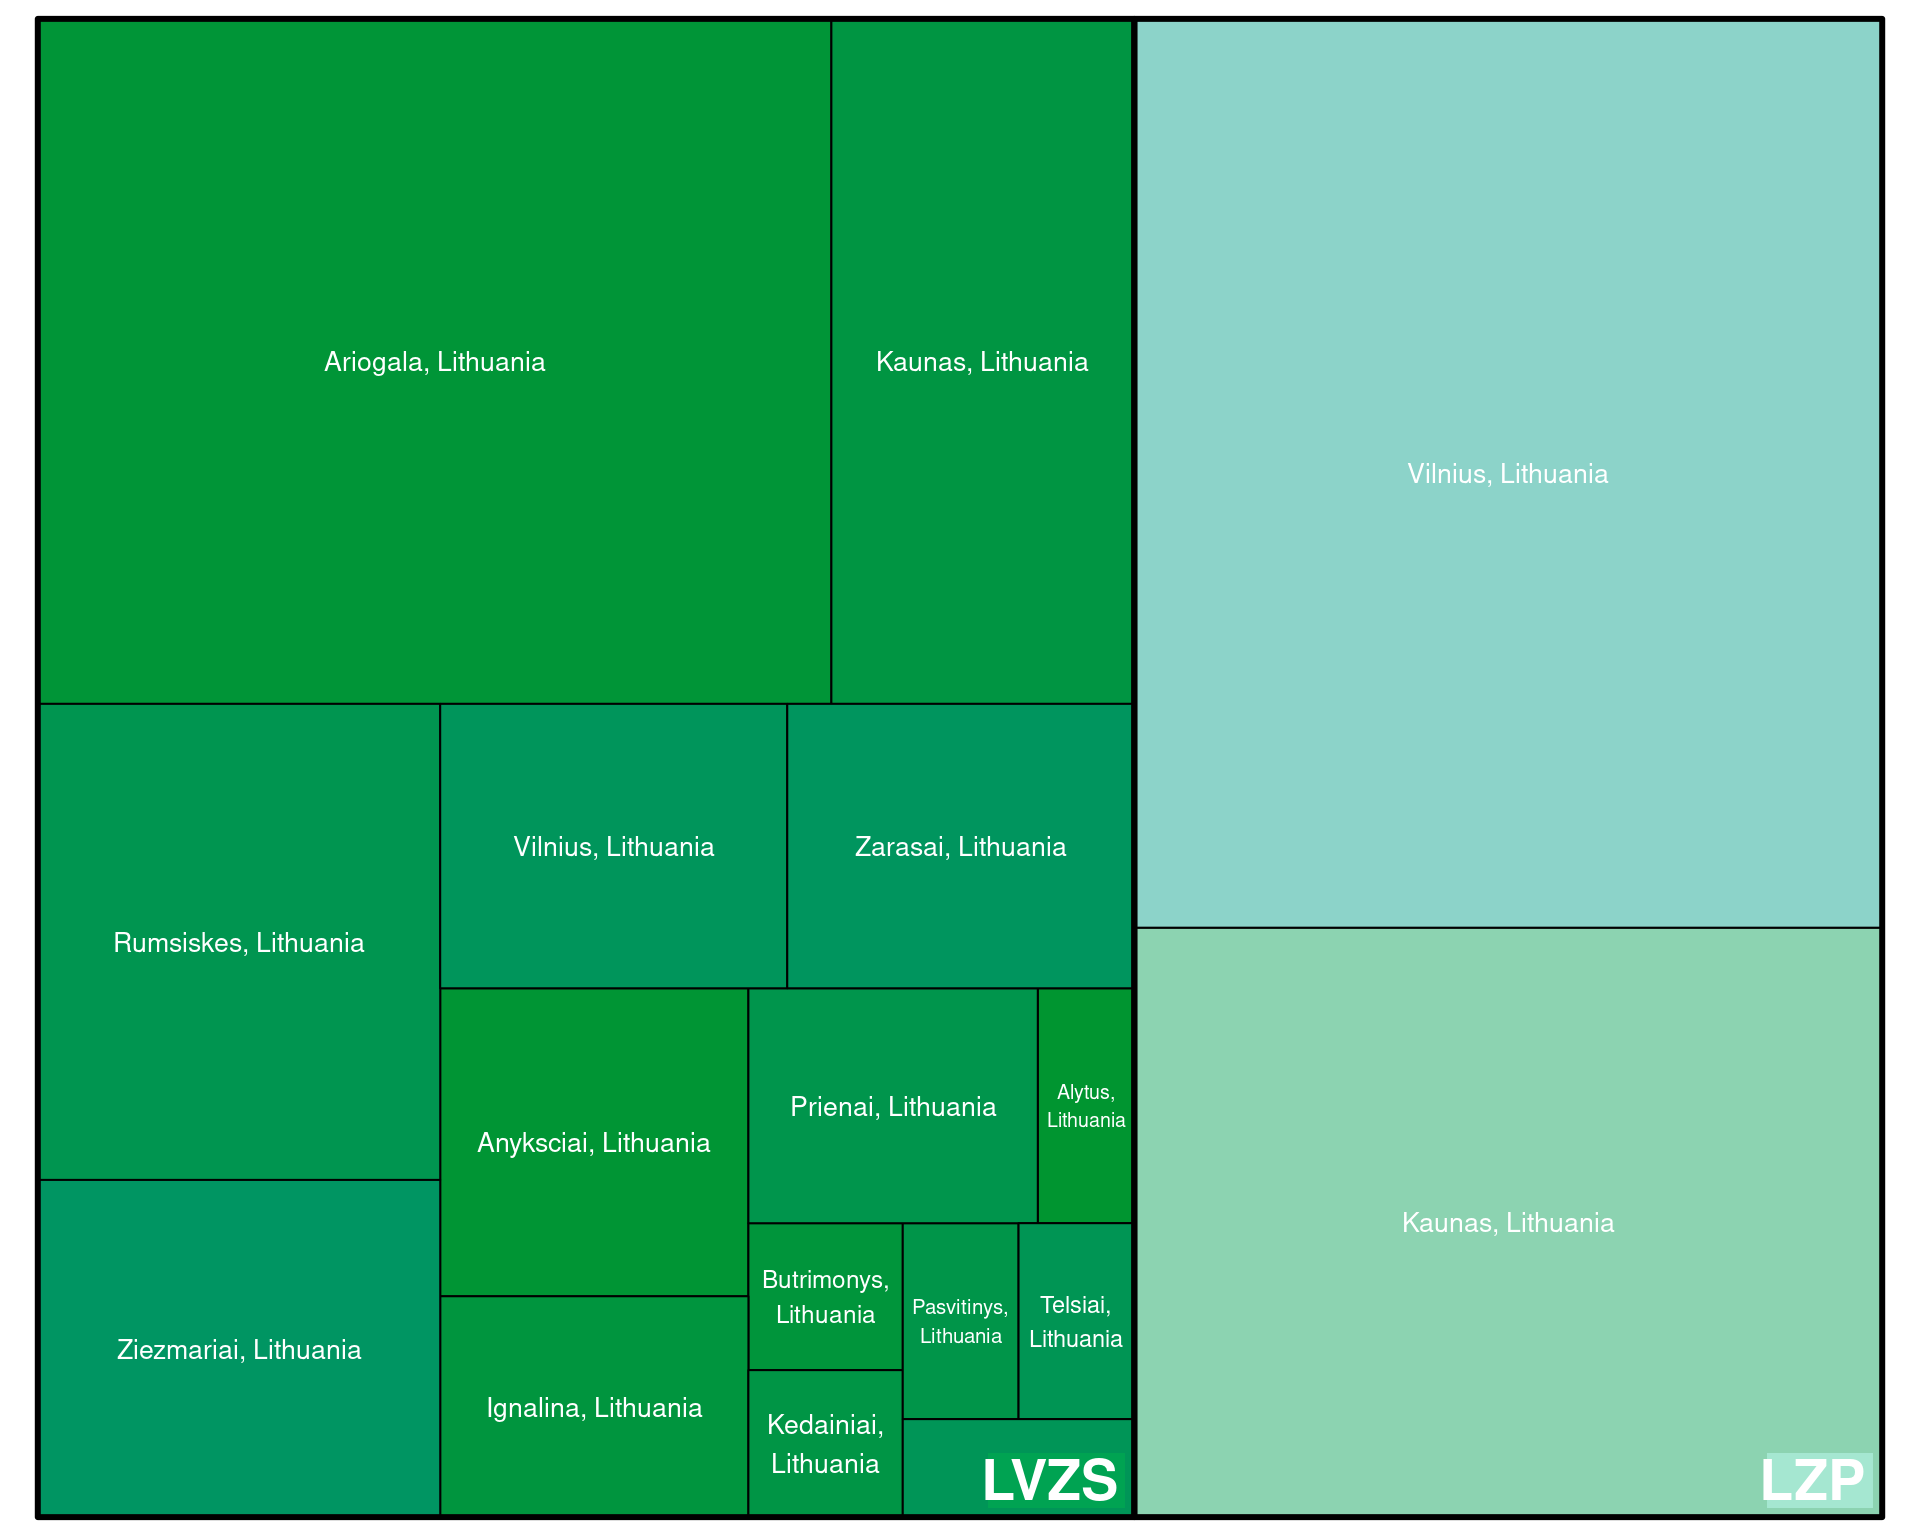 Ariogala, Lithuania
Kaunas, Lithuania
Vilnius, Lithuania
Rumsiskes, Lithuania
Vilnius, Lithuania
Zarasai, Lithuania
Anyksciai, Lithuania
Prienai, Lithuania
Alytus,
Lithuania
Kaunas, Lithuania
Ziezmariai, Lithuania
Ignalina, Lithuania
Butrimonys,
Lithuania
Pasvitinys,
Lithuania
Telsiai,
Lithuania
Kedainiai,
Lithuania
LVZS
LZP